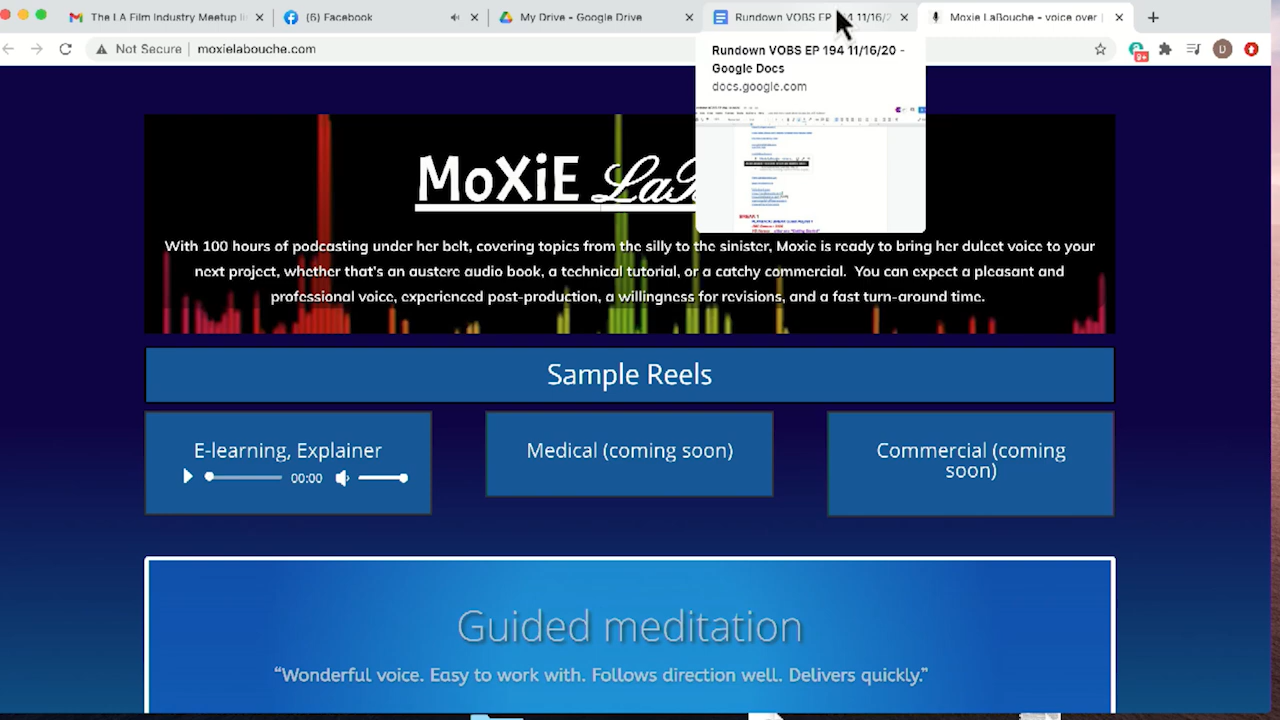 The LA Film Industry Meetup
(6) Facebook
My Drive - Google Drive
Rundown VOBS EP 194 11/16/2
Moxie LaBouche - voice over
Not Secure
moxielabouche.com
9+
D
Rundown VOBS EP 194 11/16/20 -
Google Docs
docs.google.com
MoXiE
With 100 hours of podcasting under her belt, covering topics from the silly to the sinister, Moxie is ready to bring her dulcet voice to your
next project, whether that's an austere audio book, a technical tutorial, or a catchy commercial. You can expect a pleasant and
professional voice, experienced post-production, a willingness for revisions, and a fast turn-around time.
Sample Reels
E-learning, Explainer
00:00
Medical (coming soon)
Commercial (coming
soon)
Guided meditation
“Wonderful voice. Easy to work with. Follows direction well. Delivers quickly.”